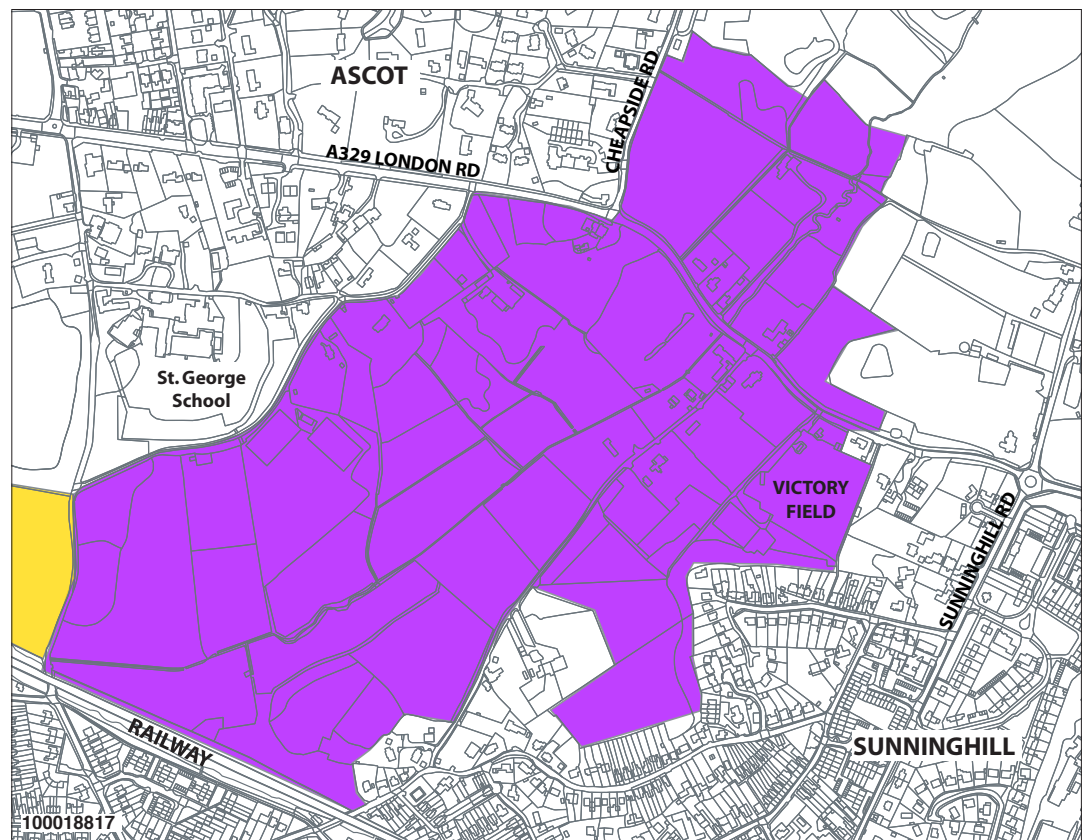 ASCOT
CHEAPSIDE RD
A329 LONDON RD
St. George
School
VICTORY
FIELD
SUNNINGHILL RD
RAILWAY
SUNNINGHILL
100018817